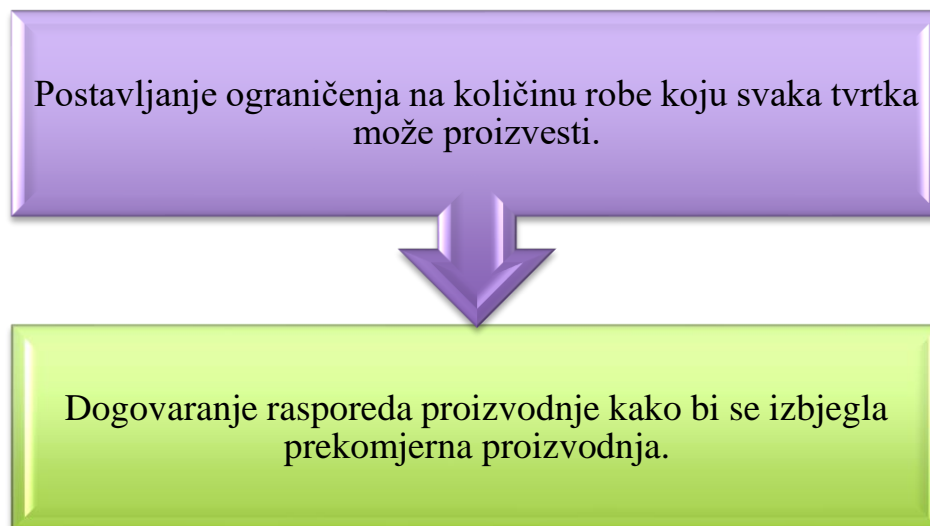 Postavljanje ograničenja na količinu robe koju svaka tvrtka
može proizvesti.
Dogovaranje rasporeda proizvodnje kako bi se izbjegla
prekomjerna proizvodnja.